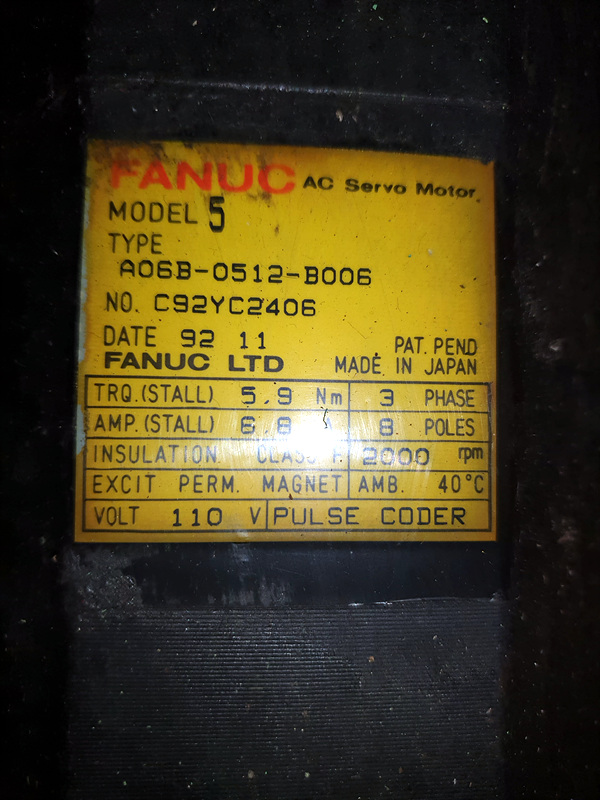 FANUC AC Servo Motor
MODEL 5
TYPE
A06B-0512-B006
NO. C92YC2406
DATE 92 11 PAT. PEND
FANUC LTD MADE IN JAPAN
TRQ.(STALL) 5.9 Nm 3 PHASE
AMP.(STALL) 6.8 A 8 POLES
INSULATION CLASS F 2000 rpm
EXCIT PERM. MAGNET AMB. 40°C
VOLT 110 V PULSE CODER